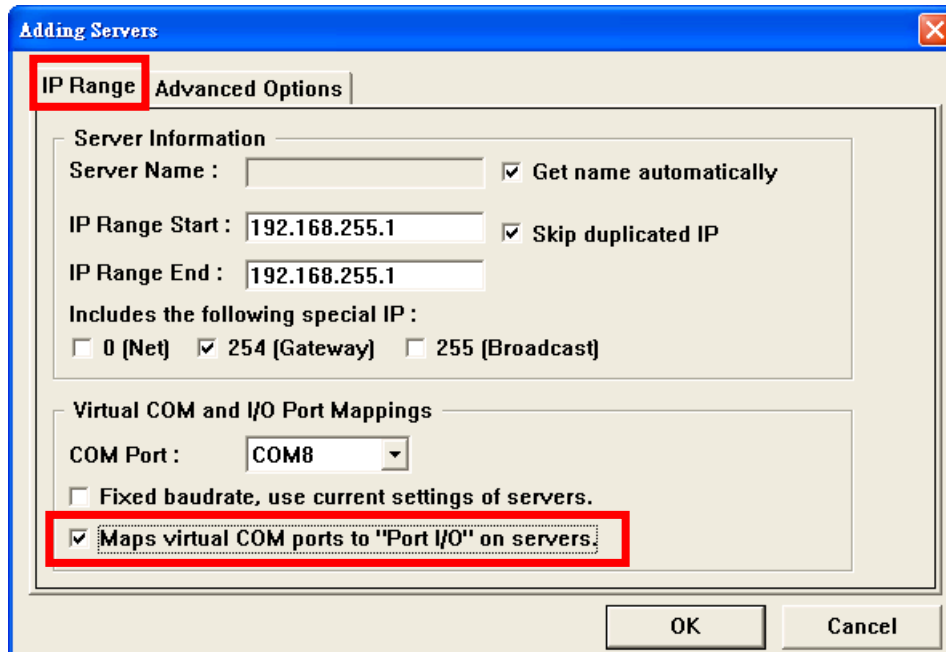 Adding Servers
IP Range Advanced Options
Server Information
Server Name : Get name automatically
IP Range Start : 192.168.255.1 Skip duplicated IP
IP Range End : 192.168.255.1
Includes the following special IP :
0 (Net) 254 (Gateway) 255 (Broadcast)
Virtual COM and I/O Port Mappings
COM Port : COM8
Fixed baudrate, use current settings of servers.
Maps virtual COM ports to "Port I/O" on servers.
OK Cancel